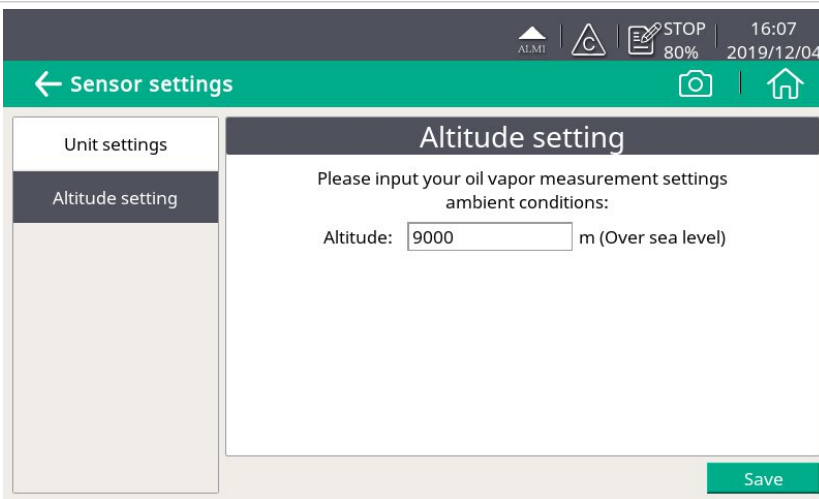 ALMI
C
STOP
80%
16:07
2019/12/04
Sensor settings
Unit settings
Altitude setting
Altitude setting
Please input your oil vapor measurement settings
ambient conditions:
Altitude: 9000 m (Over sea level)
Save